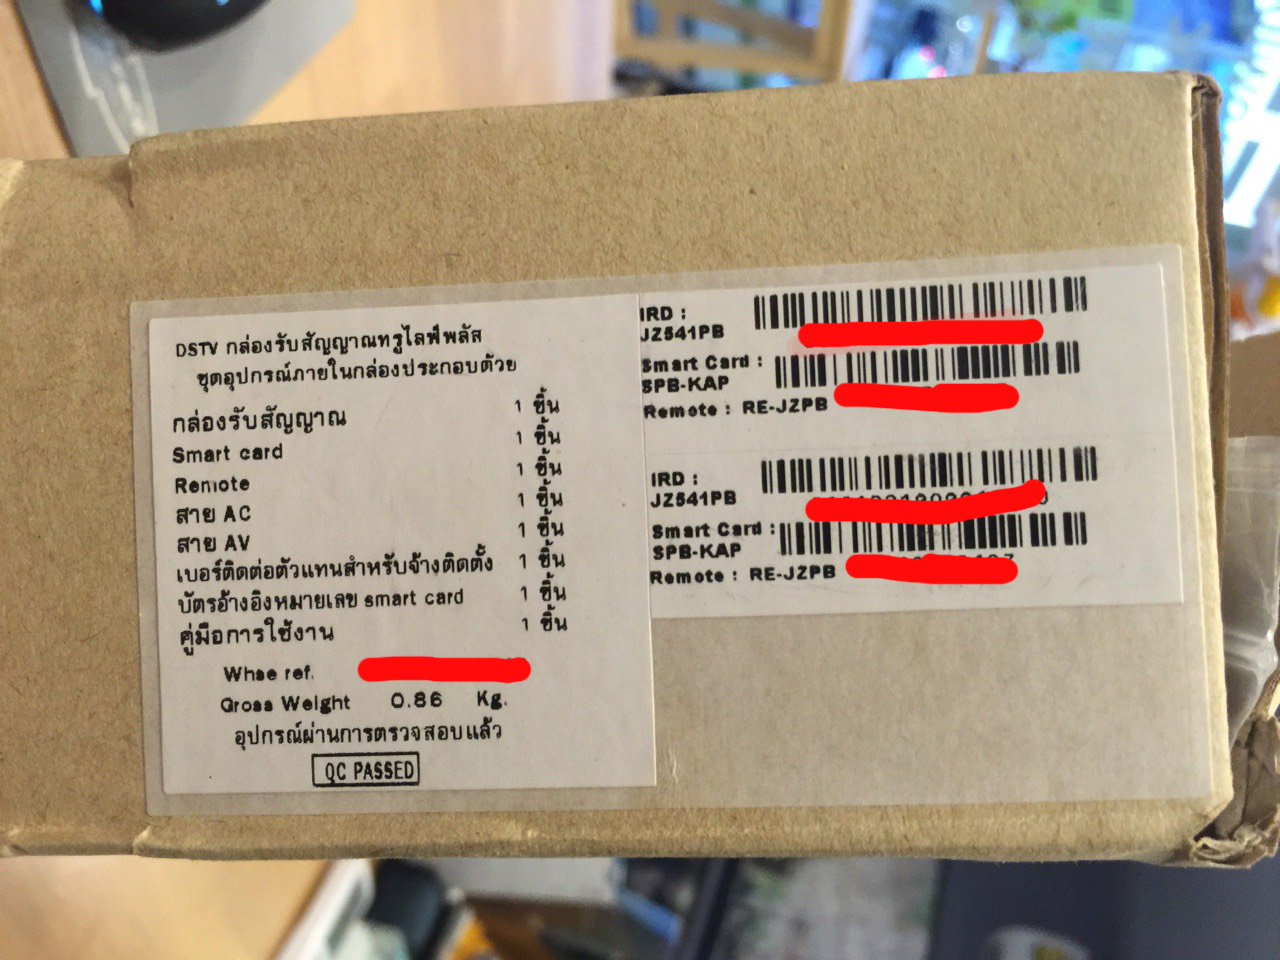 DSTV กล่องรับสัญญาณทรูไลฟ์พลัส
ชุดอุปกรณ์ภายในกล่องประกอบด้วย
กล่องรับสัญญาณ 1 ชิ้น
Smart card 1 ชิ้น
Remote 1 ชิ้น
สาย AC 1 ชิ้น
สาย AV 1 ชิ้น
เบอร์ติดต่อตัวแทนสำหรับจ้างติดตั้ง 1 ชิ้น
บัตรอ้างอิงหมายเลข smart card 1 ชิ้น
คู่มือการใช้งาน 1 ชิ้น
Whse ref.
Gross Weight 0.86 Kg.
อุปกรณ์ผ่านการตรวจสอบแล้ว
QC PASSED
IRD :
JZ541PB
Smart Card :
SPB-KAP
Remote : RE-JZPB
IRD :
JZ541PB
Smart Card :
SPB-KAP
Remote : RE-JZPB